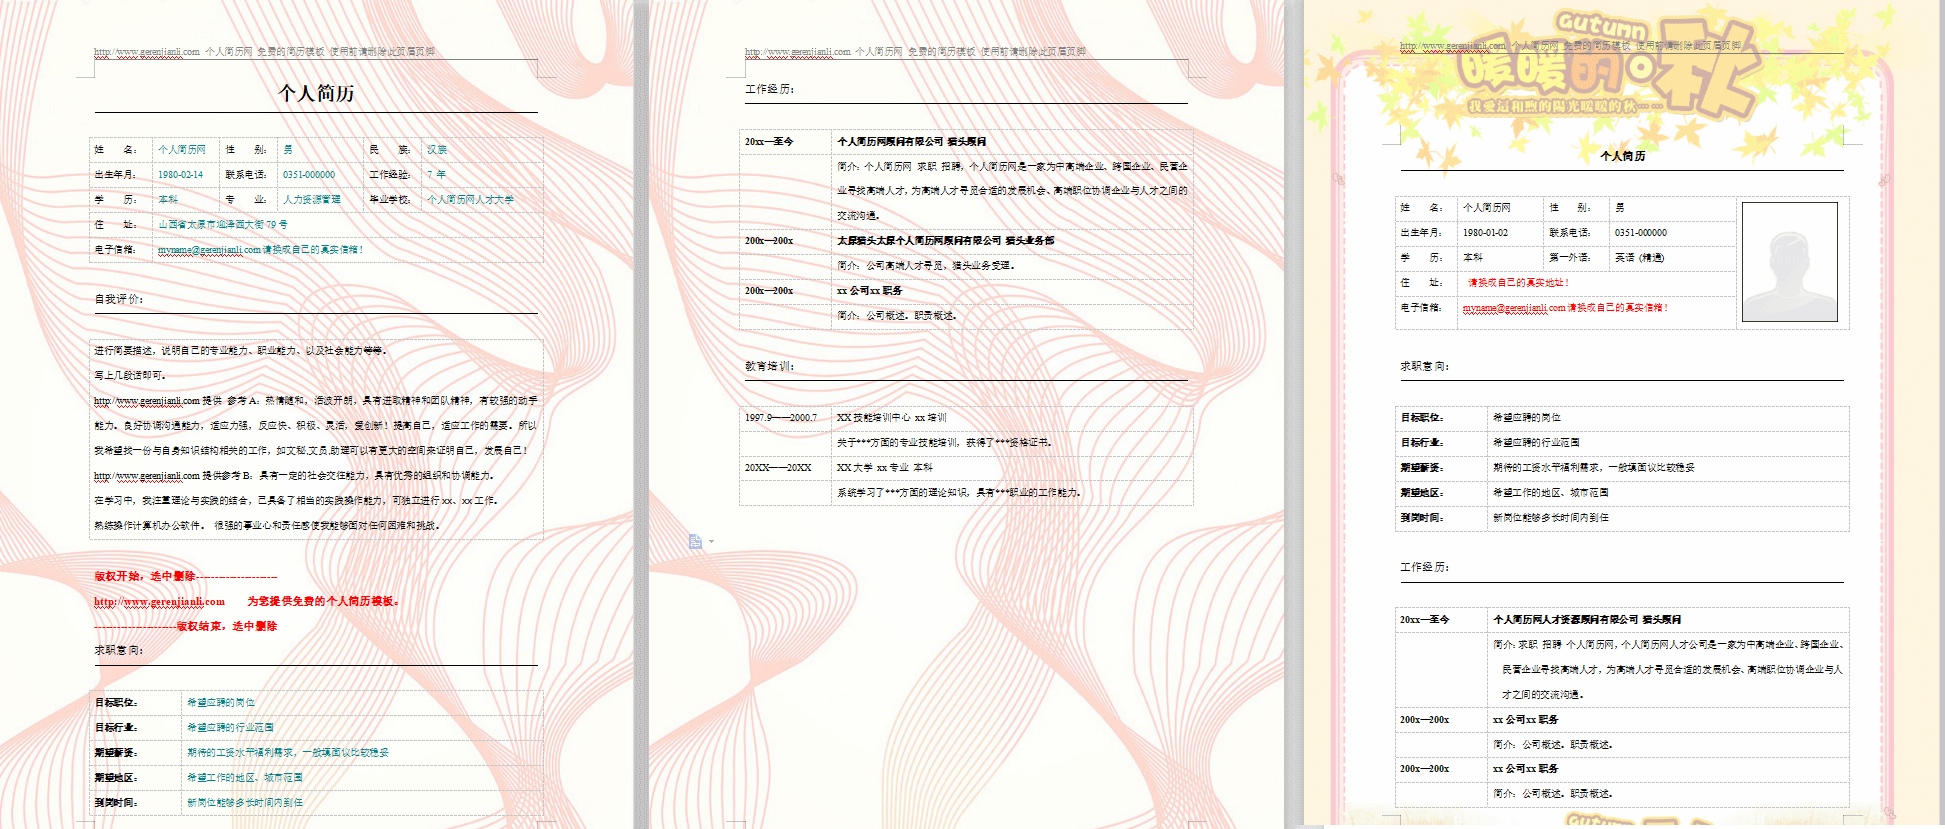 http://www.gerenjianli.com 个人简历网 免费的简历模板 使用前请删除此页眉页脚
个人简历
姓 名： 个人简历网 性 别： 男 民 族： 汉族
出生年月： 1980-02-14 联系电话： 0351-000000 工作经验： 7 年
学 历： 本科 专 业： 人力资源管理 毕业学校： 个人简历网人才大学
住 址： 山西省太原市迎泽西大街 79 号
电子信箱： myname@gerenjianli.com 请换成自己的真实信箱！
自我评价：
进行简要描述，说明自己的专业能力、职业能力、以及社会能力等等。
写上几段话即可。
http://www.gerenjianli.com 提供 参考 A：热情随和，活波开朗，具有进取精神和团队精神，有较强的动手
能力。良好协调沟通能力，适应力强，反应快、积极、灵活，爱创新！提高自己，适应工作的需要。所以
我希望找一份与自身知识结构相关的工作，如文秘,文员,助理可以有更大的空间来证明自己，发展自己！
http://www.gerenjianli.com 提供参考 B：具有一定的社会交往能力，具有优秀的组织和协调能力。
在学习中，我注重理论与实践的结合，已具备了相当的实践操作能力，可独立进行 xx、xx 工作。
熟练操作计算机办公软件。 很强的事业心和责任感使我能够面对任何困难和挑战。
版权开始，选中删除----------------------
http://www.gerenjianli.com 为您提供免费的个人简历模板。
----------------------版权结束，选中删除
求职意向：
目标职位： 希望应聘的岗位
目标行业： 希望应聘的行业范围
期望薪资： 期待的工资水平福利需求，一般填面议比较稳妥
期望地区： 希望工作的地区、城市范围
到岗时间： 新岗位能够多长时间内到任
http://www.gerenjianli.com 个人简历网 免费的简历模板 使用前请删除此页眉页脚
工作经历：
20xx—至今 个人简历网顾问有限公司 猎头顾问
简介：个人简历网 求职 招聘，个人简历网是一家为中高端企业、跨国企业、民营企
业寻找高端人才，为高端人才寻觅合适的发展机会、高端职位协调企业与人才之间的
交流沟通。
200x—200x 太原猎头太原个人简历网顾问有限公司 猎头业务部
简介：公司高端人才寻觅，猎头业务受理。
200x—200x xx 公司xx 职务
简介：公司概述。职责概述。
教育培训：
1997.9——2000.7 XX 技能培训中心 xx 培训
关于***方面的专业技能培训，获得了***资格证书。
20XX——20XX XX 大学 xx 专业 本科
系统学习了***方面的理论知识，具有***职业的工作能力。
AUTUMN
http://www.gerenjianli.com 个人简历网 免费的简历模板 使用前请删除此页眉页脚
暖暖的秋
我爱這和煦的陽光暖暖的秋……
个人简历
姓 名： 个人简历网 性 别： 男
出生年月： 1980-01-02 联系电话： 0351-000000
学 历： 本科 第一外语： 英语 (精通)
住 址： 请换成自己的真实地址！
电子信箱： myname@gerenjianli.com 请换成自己的真实信箱！
求职意向：
目标职位： 希望应聘的岗位
目标行业： 希望应聘的行业范围
期望薪资： 期待的工资水平福利需求，一般填面议比较稳妥
期望地区： 希望工作的地区、城市范围
到岗时间： 新岗位能够多长时间内到任
工作经历：
20xx—至今 个人简历网人才资源顾问有限公司 猎头顾问
简介：求职 招聘 个人简历网，个人简历网人才公司是一家为中高端企业、跨国企业、
民营企业寻找高端人才，为高端人才寻觅合适的发展机会、高端职位协调企业与人
才之间的交流沟通。
200x—200x xx 公司xx 职务
简介：公司概述。职责概述。
200x—200x xx 公司xx 职务
简介：公司概述。职责概述。
AUTUMN